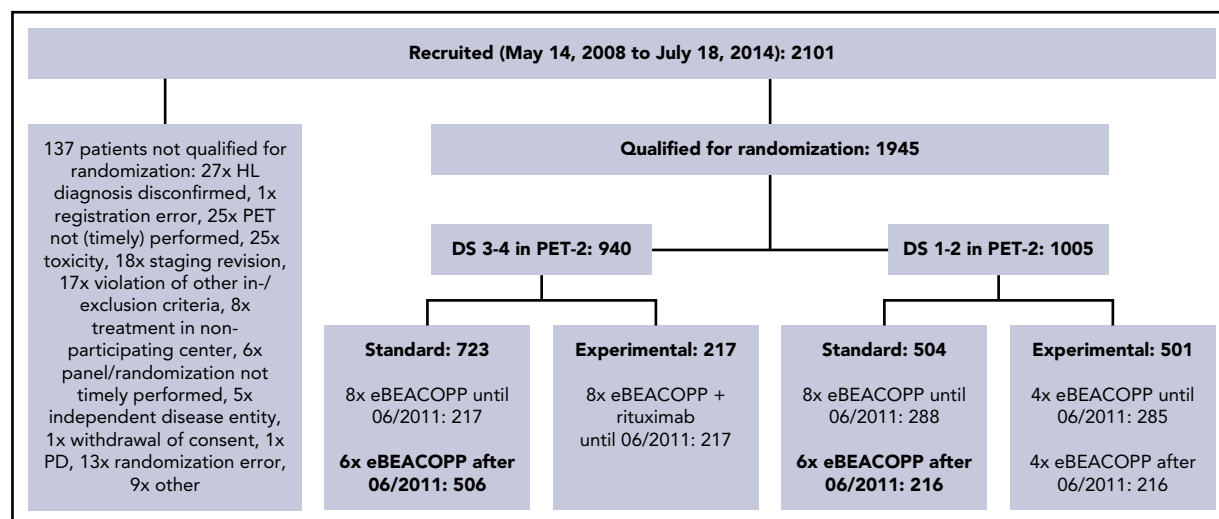 Recruited (May 14, 2008 to July 18, 2014): 2101
137 patients not qualified for
randomization: 27x HL
diagnosis disconfirmed, 1x
registration error, 25x PET
not (timely) performed, 25x
toxicity, 18x staging revision,
17x violation of other in-/
exclusion criteria, 8x
treatment in non-
participating center, 6x
panel/randomization not
timely performed, 5x
independent disease entity,
1x withdrawal of consent, 1x
PD, 13x randomization error,
9x other
Qualified for randomization: 1945
DS 3-4 in PET-2: 940
DS 1-2 in PET-2: 1005
Standard: 723
8x eBEACOPP until
06/2011: 217
6x eBEACOPP after
06/2011: 506
Experimental: 217
8x eBEACOPP +
rituximab
until 06/2011: 217
Standard: 504
8x eBEACOPP until
06/2011: 288
6x eBEACOPP after
06/2011: 216
Experimental: 501
4x eBEACOPP until
06/2011: 285
4x eBEACOPP after
06/2011: 216